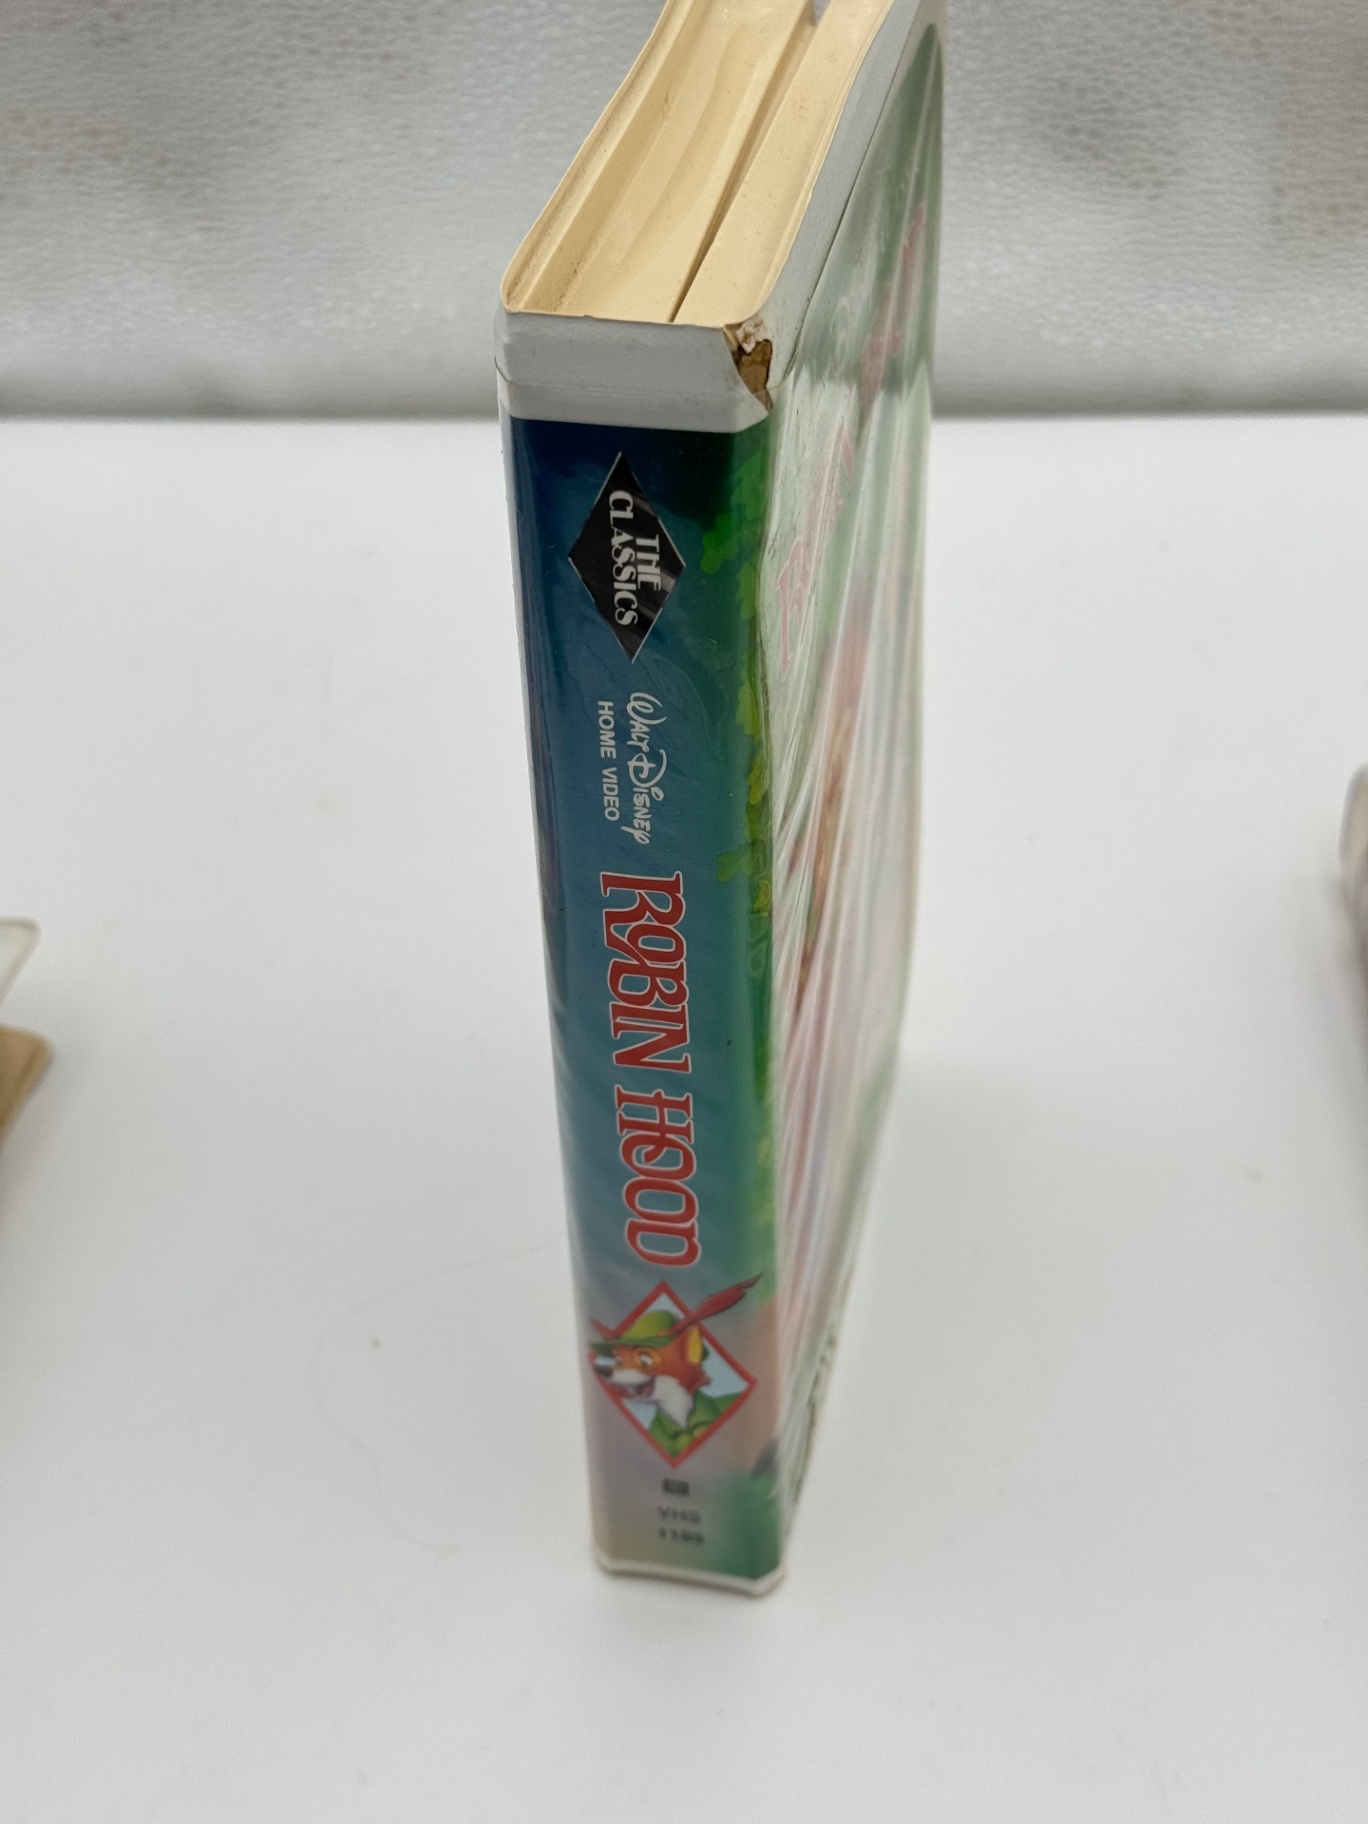 THE
CLASSICS
WALT DISNEY
HOME VIDEO
ROBIN HOOD
VHS
1189